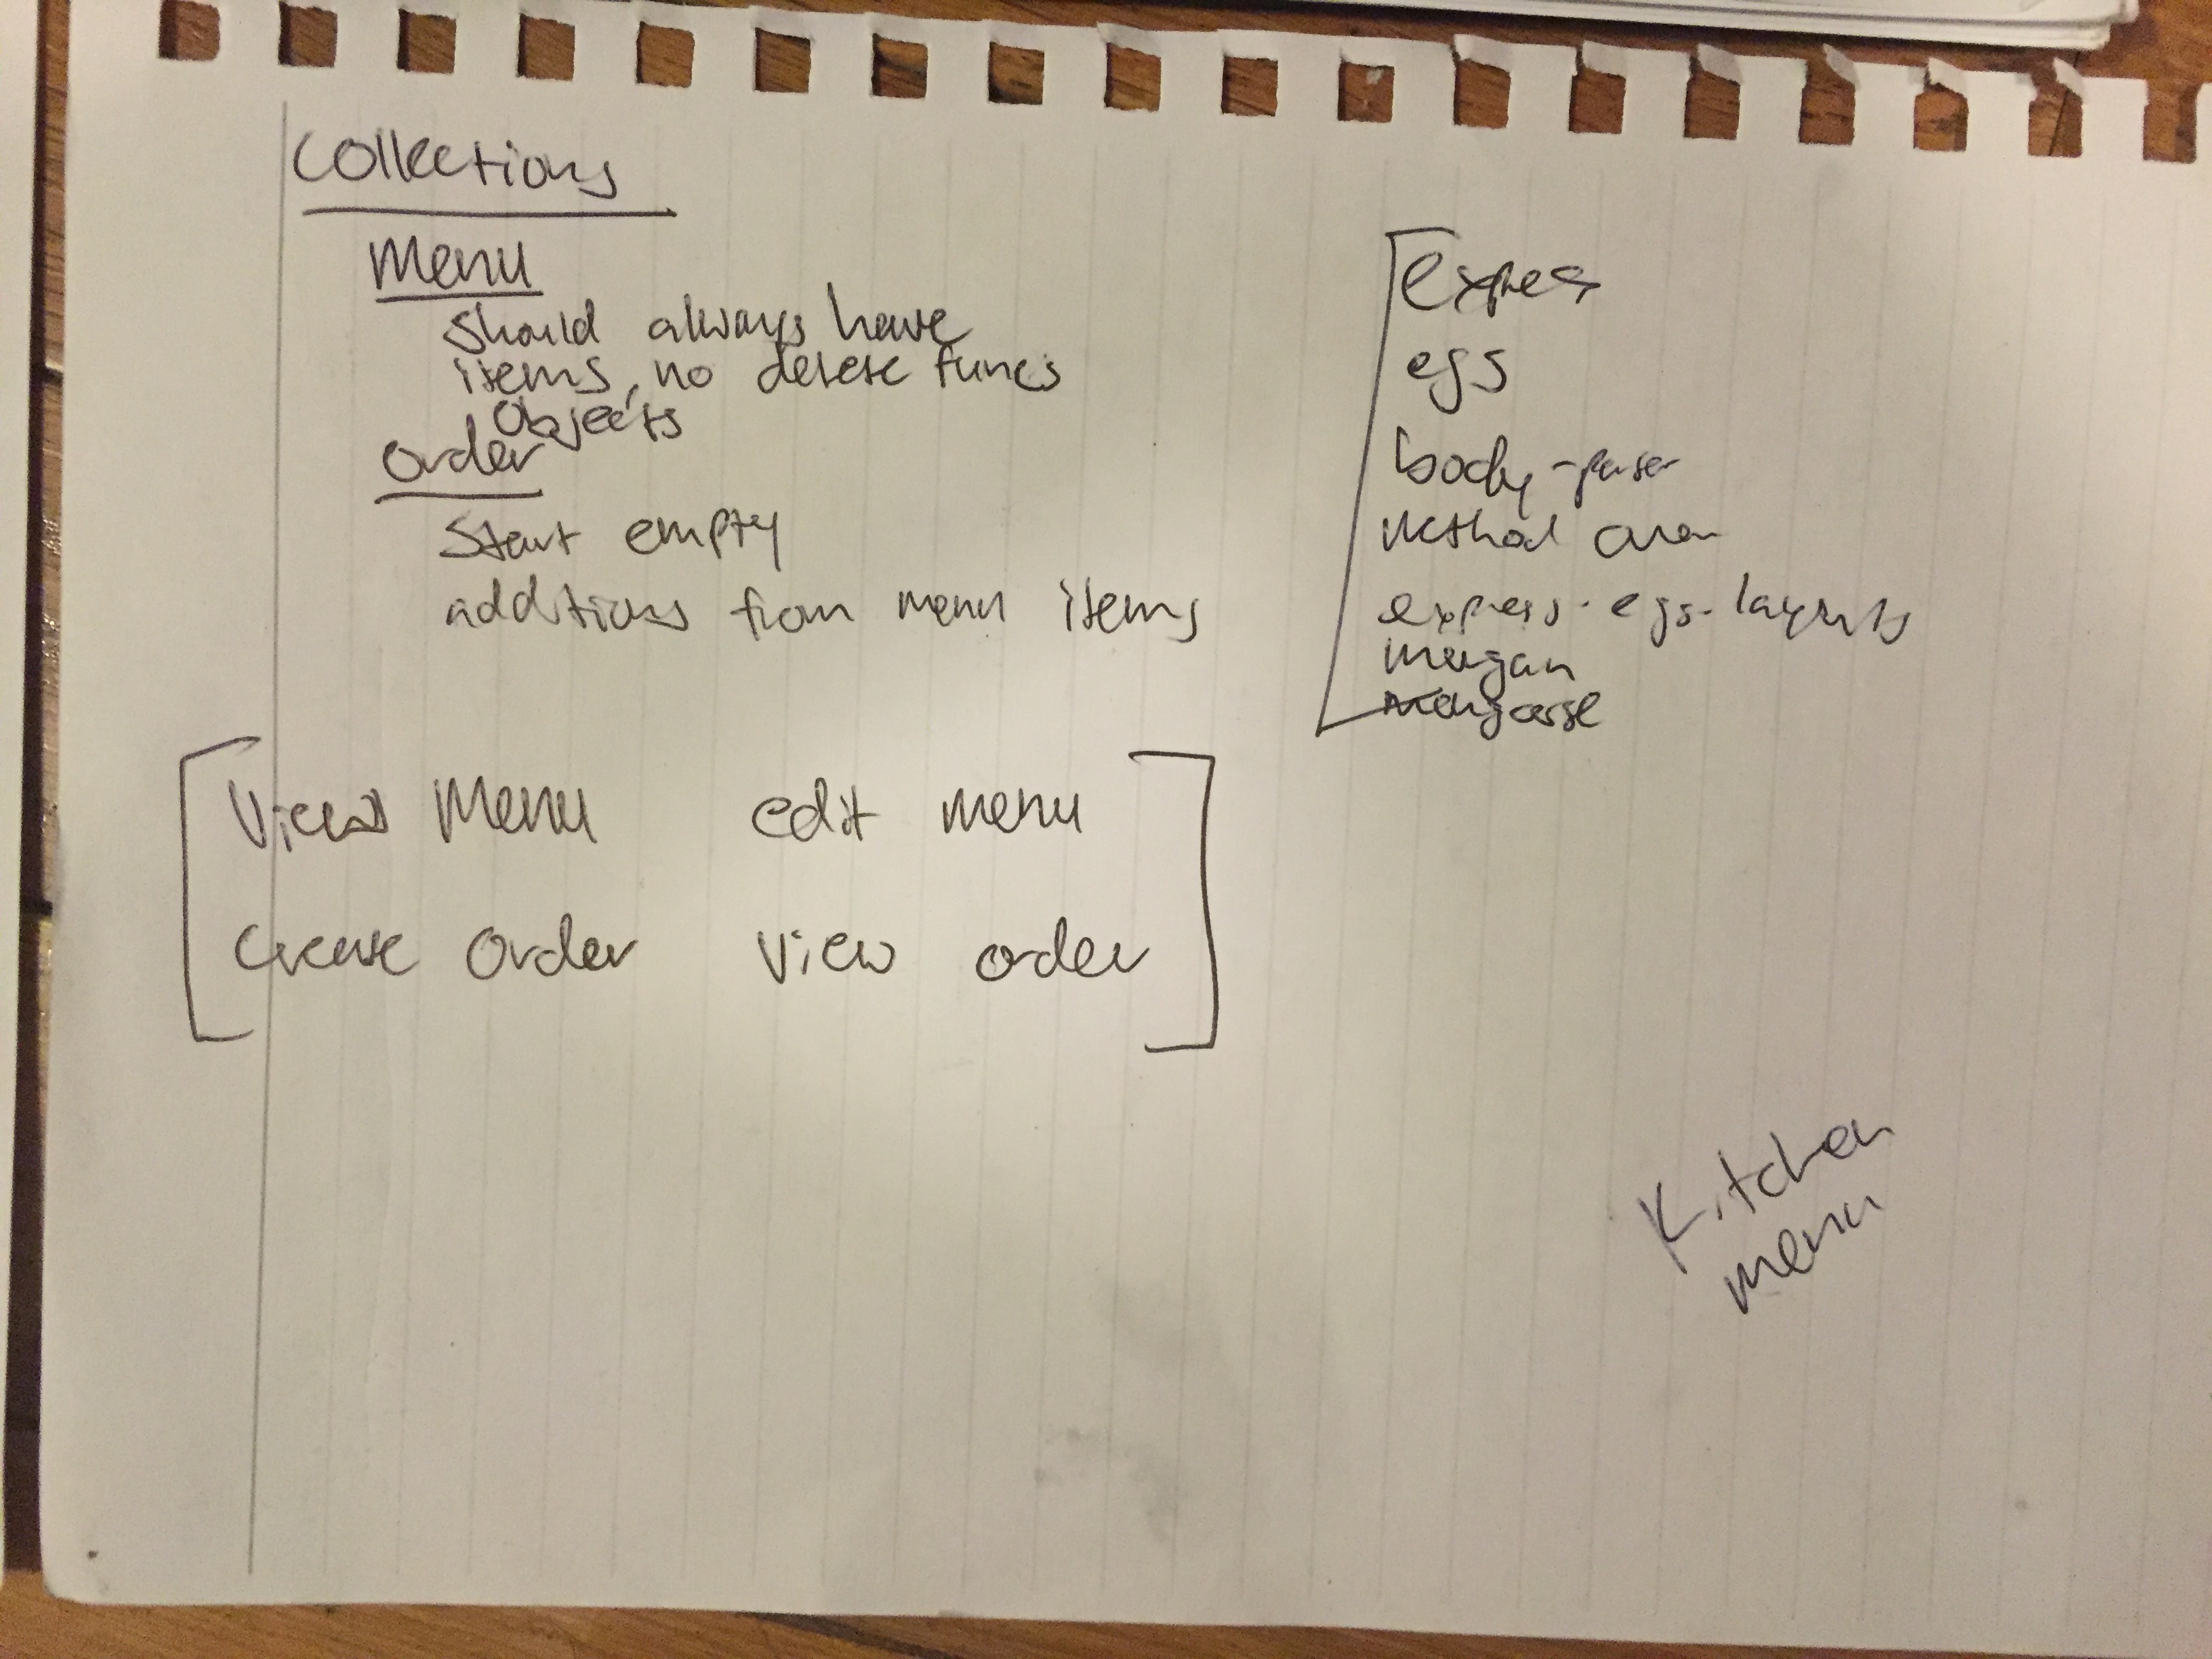 Collections
Menu
Should always have
items, no delete funcs
Objects
Order
Start empty
additions from menu items
Express
ejs
body-parser
method over
express-ejs-layouts
morgan
mongoose
View Menu edit menu
Create Order View order
Kitchen
menu